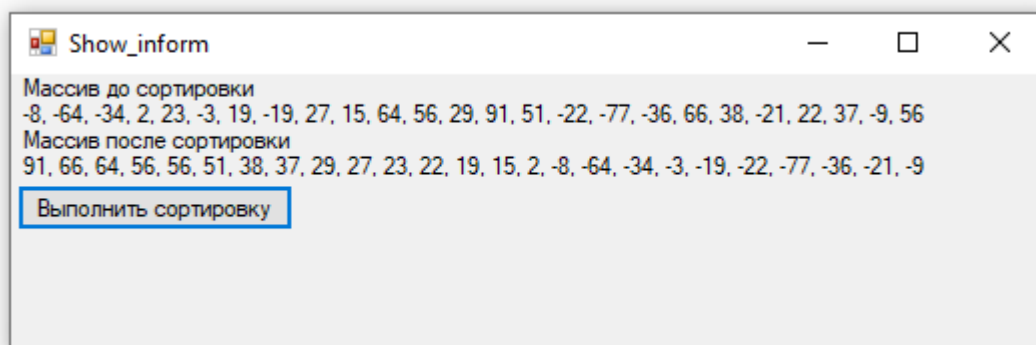 Show_inform
Массив до сортировки
-8, -64, -34, 2, 23, -3, 19, -19, 27, 15, 64, 56, 29, 91, 51, -22, -77, -36, 66, 38, -21, 22, 37, -9, 56
Массив после сортировки
91, 66, 64, 56, 56, 51, 38, 37, 29, 27, 23, 22, 19, 15, 2, -8, -64, -34, -3, -19, -22, -77, -36, -21, -9
Выполнить сортировку